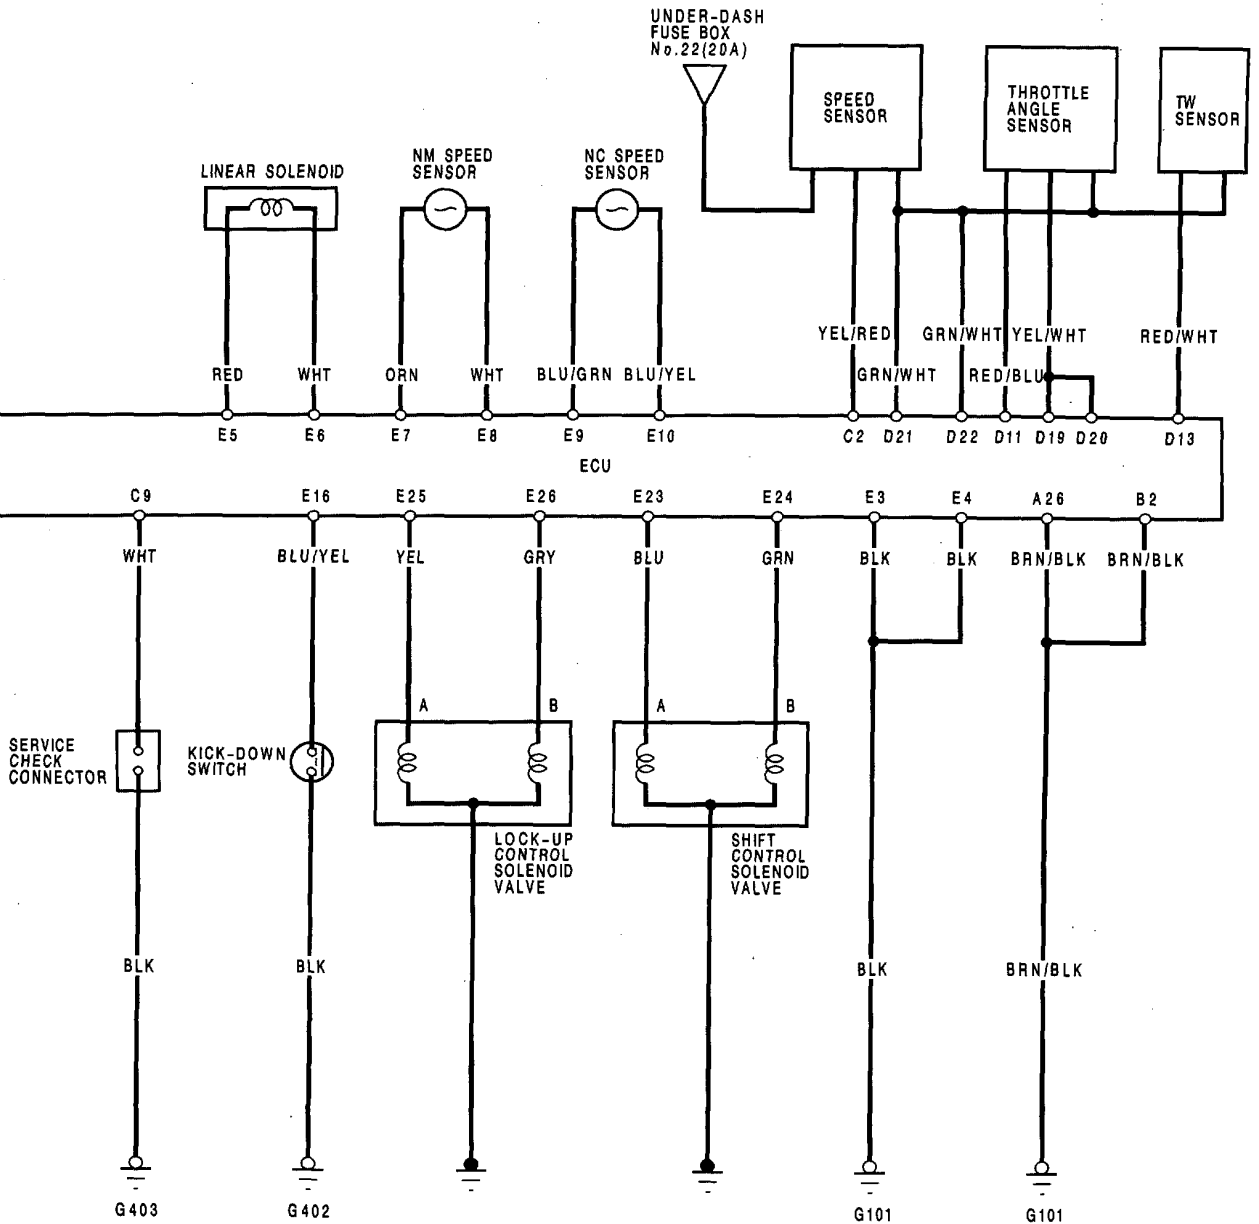 UNDER-DASH
FUSE BOX
No.22(20A)
SPEED
SENSOR
THROTTLE
ANGLE
SENSOR
TW
SENSOR
LINEAR SOLENOID
NM SPEED
SENSOR
NC SPEED
SENSOR
YEL/RED
GRN/WHT
YEL/WHT
RED/WHT
RED
WHT
ORN
WHT
BLU/GRN
BLU/YEL
GRN/WHT
RED/BLU
E5
E6
E7
E8
E9
E10
C2
D21
D22
D11
D19
D20
D13
ECU
C9
E16
E25
E26
E23
E24
E3
E4
A26
B2
WHT
BLU/YEL
YEL
GRY
BLU
GRN
BLK
BLK
BRN/BLK
BRN/BLK
A
B
A
B
SERVICE
CHECK
CONNECTOR
KICK-DOWN
SWITCH
LOCK-UP
CONTROL
SOLENOID
VALVE
SHIFT
CONTROL
SOLENOID
VALVE
BLK
BLK
BLK
BRN/BLK
G403
G402
G101
G101